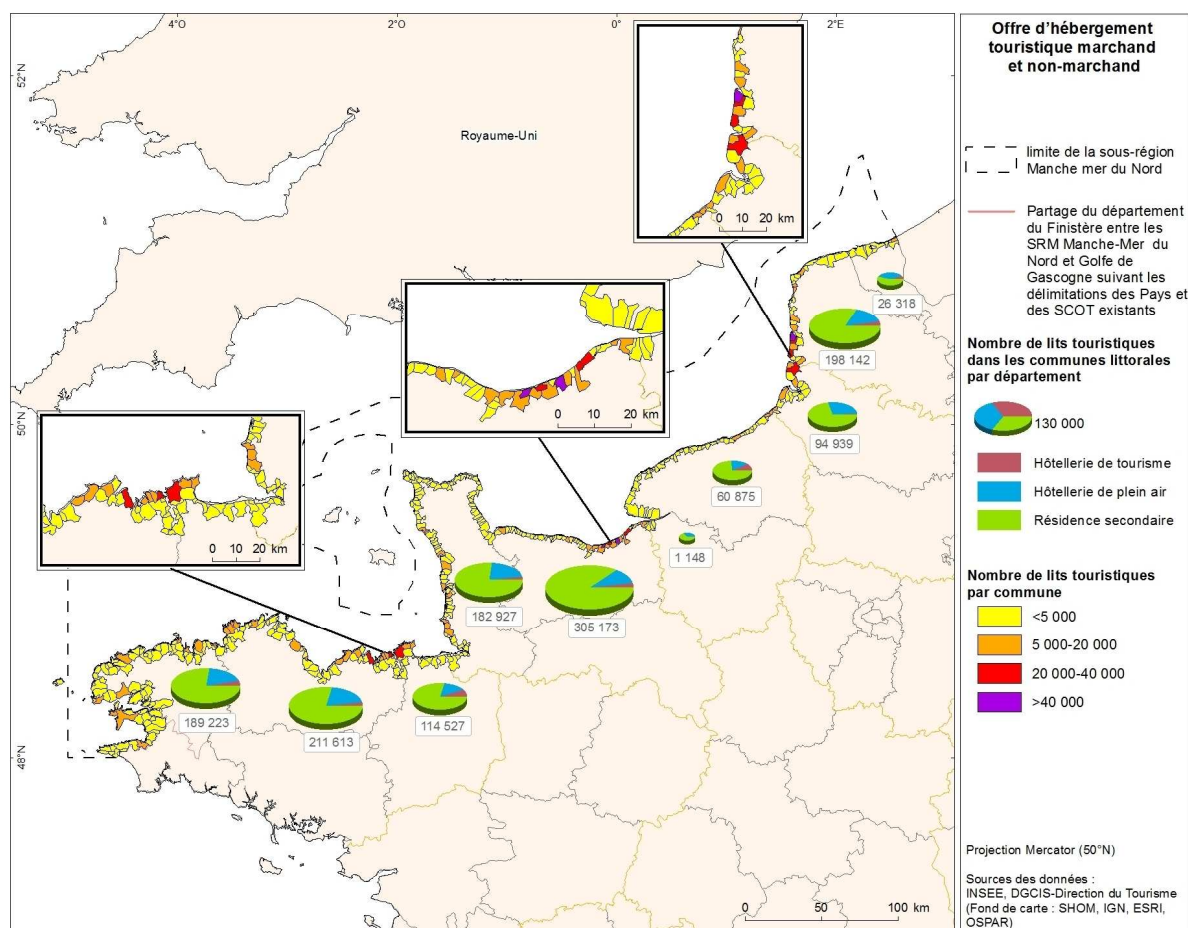 4°O
2°O
0°
2°E
52°N
50°N
48°N
Royaume-Uni
0 10 20 km
0 10 20 km
0 10 20 km
26 318
198 142
94 939
60 875
1 148
182 927
305 173
189 223
211 613
114 527
0 50 100 km
Offre d'hébergement
touristique marchand
et non-marchand
limite de la sous-région
Manche mer du Nord
Partage du département
du Finistère entre les
SRM Manche-Mer du
Nord et Golfe de
Gascogne suivant les
délimitations des Pays et
des SCOT existants
Nombre de lits touristiques
dans les communes littorales
par département
130 000
Hôtellerie de tourisme
Hôtellerie de plein air
Résidence secondaire
Nombre de lits touristiques
par commune
<5 000
5 000-20 000
20 000-40 000
>40 000
Projection Mercator (50°N)
Sources des données :
INSEE, DGCIS-Direction du Tourisme
(Fond de carte : SHOM, IGN, ESRI,
OSPAR)